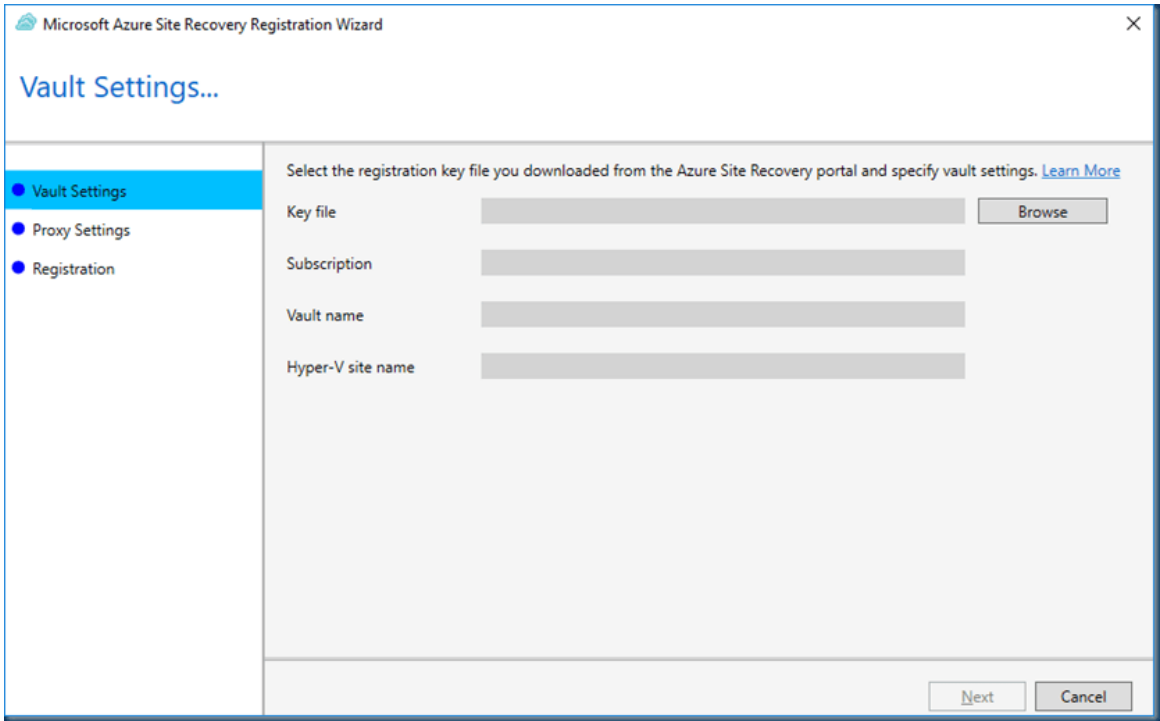 Microsoft Azure Site Recovery Registration Wizard
Vault Settings...
Vault Settings
Proxy Settings
Registration
Select the registration key file you downloaded from the Azure Site Recovery portal and specify vault settings. Learn More
Key file
Browse
Subscription
Vault name
Hyper-V site name
Next
Cancel